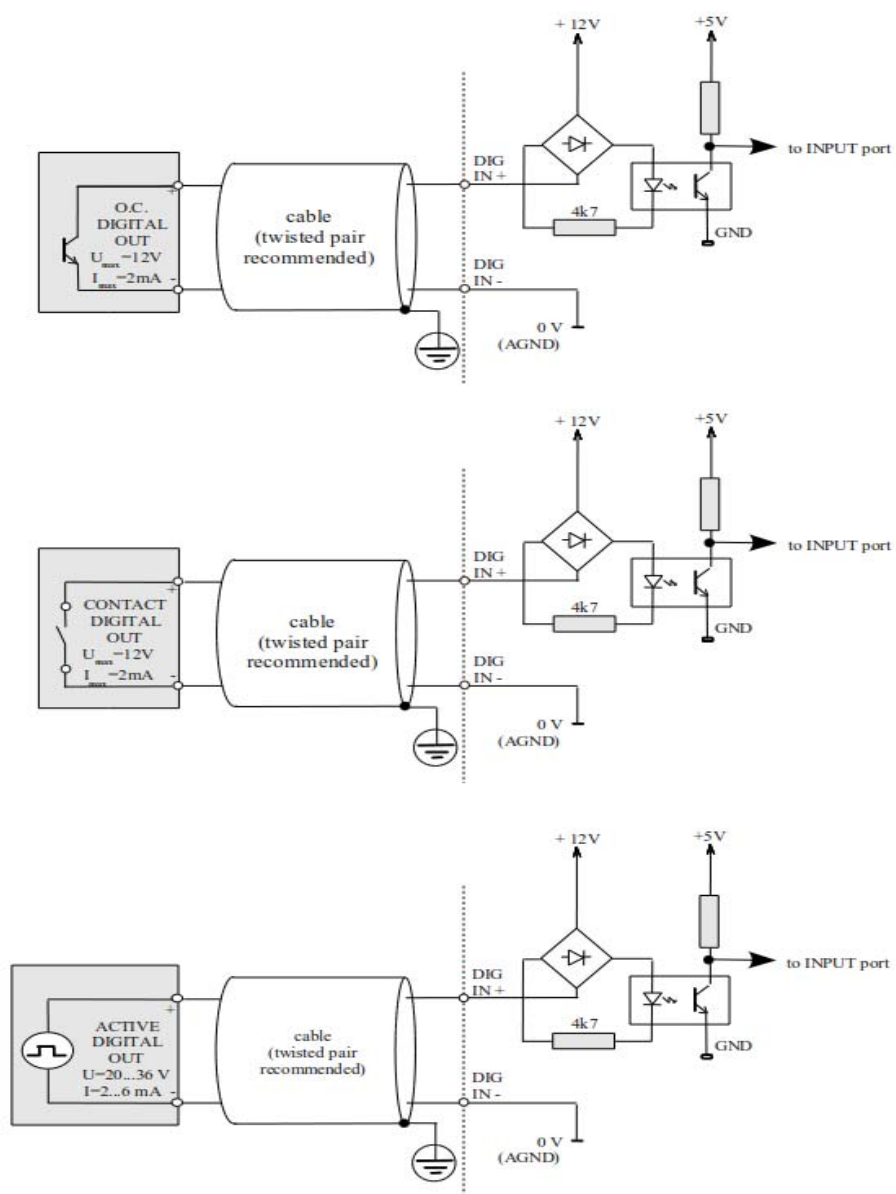 + 12V
+5V
to INPUT port
DIG
IN +
4k7
GND
+
O.C.
DIGITAL
OUT
U max =12V
I max =2mA -
cable
(twisted pair
recommended)
DIG
IN -
0 V
(AGND)
+ 12V
+5V
to INPUT port
DIG
IN +
4k7
GND
+
CONTACT
DIGITAL
OUT
U max =12V
I max =2mA -
cable
(twisted pair
recommended)
DIG
IN -
0 V
(AGND)
+ 12V
+5V
to INPUT port
DIG
IN +
4k7
GND
+
ACTIVE
DIGITAL
OUT
U=20...36 V
I=2...6 mA -
cable
(twisted pair
recommended)
DIG
IN -
0 V
(AGND)